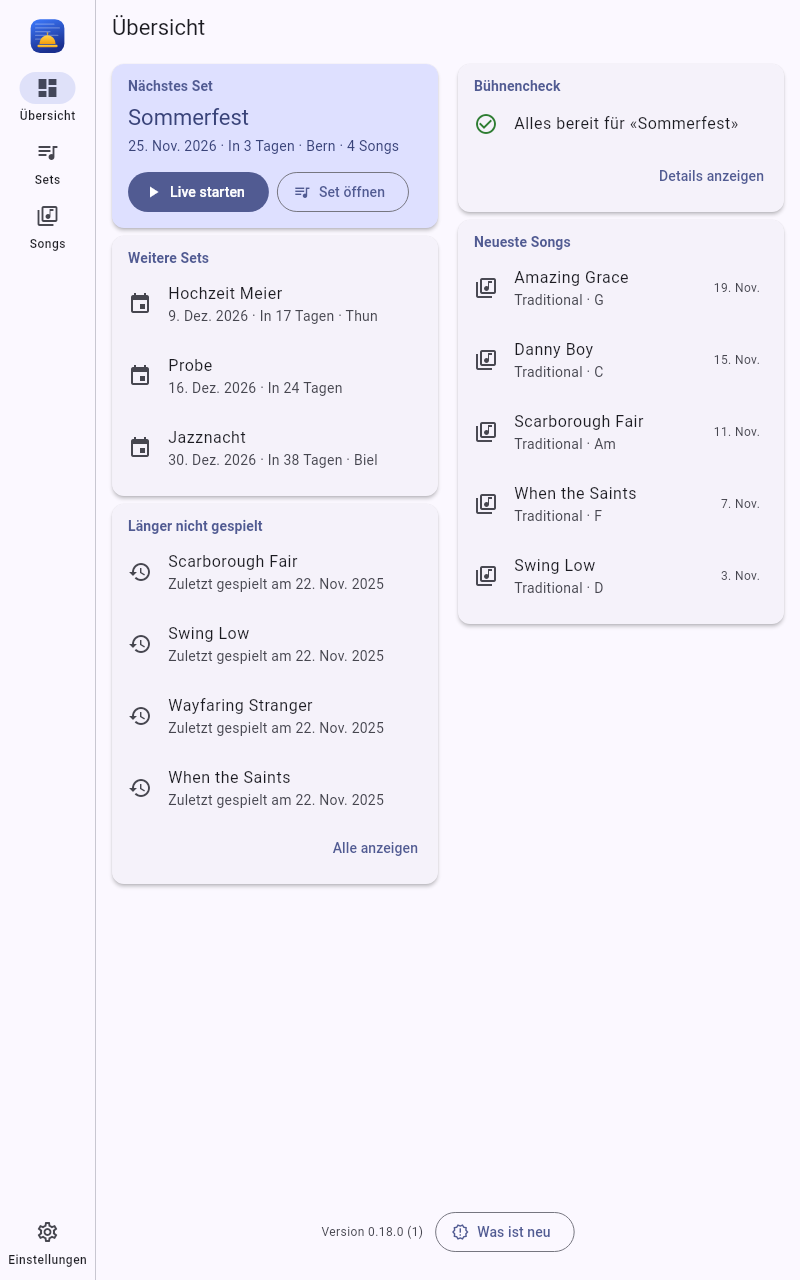 Übersicht
Übersicht
Sets
Songs
Einstellungen
Nächstes Set
Sommerfest
25. Nov. 2026 · In 3 Tagen · Bern · 4 Songs
Live starten
Set öffnen
Weitere Sets
Hochzeit Meier
9. Dez. 2026 · In 17 Tagen · Thun
Probe
16. Dez. 2026 · In 24 Tagen
Jazznacht
30. Dez. 2026 · In 38 Tagen · Biel
Länger nicht gespielt
Scarborough Fair
Zuletzt gespielt am 22. Nov. 2025
Swing Low
Zuletzt gespielt am 22. Nov. 2025
Wayfaring Stranger
Zuletzt gespielt am 22. Nov. 2025
When the Saints
Zuletzt gespielt am 22. Nov. 2025
Alle anzeigen
Bühnencheck
Alles bereit für «Sommerfest»
Details anzeigen
Neueste Songs
Amazing Grace
Traditional · G
19. Nov.
Danny Boy
Traditional · C
15. Nov.
Scarborough Fair
Traditional · Am
11. Nov.
When the Saints
Traditional · F
7. Nov.
Swing Low
Traditional · D
3. Nov.
Version 0.18.0 (1)
Was ist neu